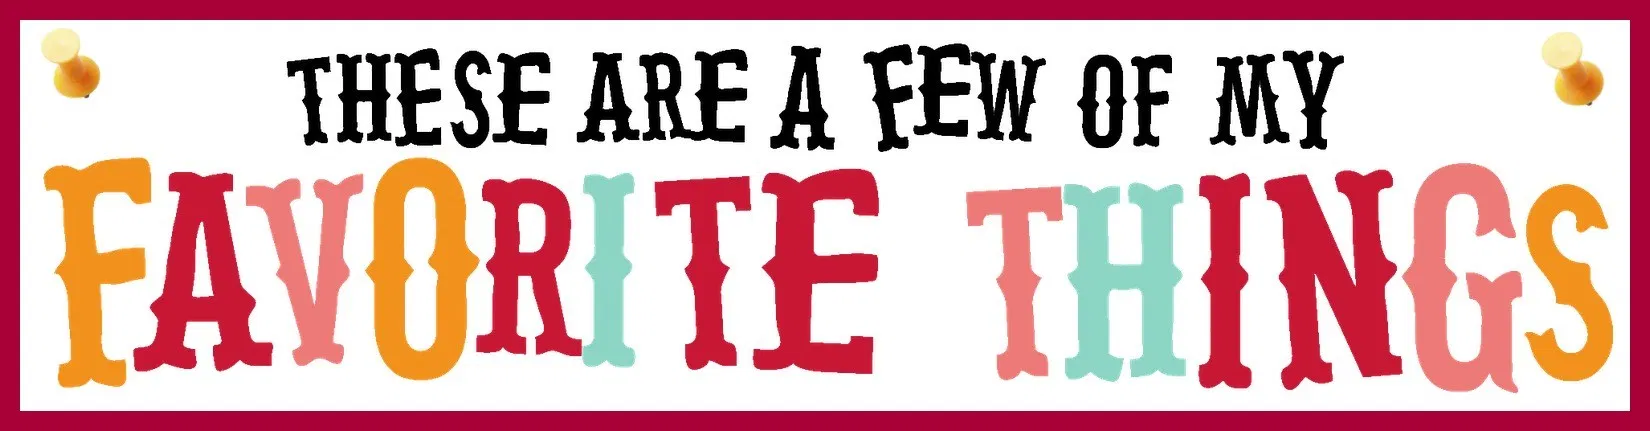 THESE ARE A FEW OF MY
FAVORITE THINGS